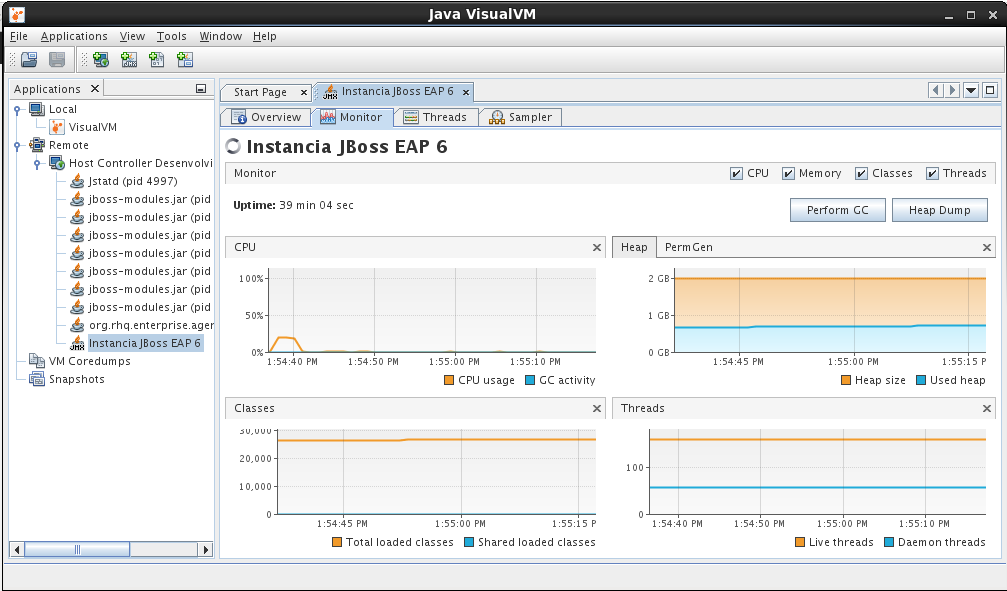 Java VisualVM
File Applications View Tools Window Help
Applications
Local
VisualVM
Remote
Host Controller Desenvolvi
Jstatd (pid 4997)
jboss-modules.jar (pid
jboss-modules.jar (pid
jboss-modules.jar (pid
jboss-modules.jar (pid
jboss-modules.jar (pid
jboss-modules.jar (pid
jboss-modules.jar (pid
org.rhq.enterprise.ager
JMX Instancia JBoss EAP 6
VM Coredumps
Snapshots
Start Page JMX Instancia JBoss EAP 6
Overview Monitor Threads Sampler
Instancia JBoss EAP 6
Monitor CPU Memory Classes Threads
Uptime: 39 min 04 sec Perform GC Heap Dump
CPU
100%
50%
0%
1:54:40 PM 1:54:50 PM 1:55:00 PM 1:55:10 PM
CPU usage GC activity
Heap PermGen
2 GB
1 GB
0 GB
1:54:45 PM 1:55:00 PM 1:55:15 P
Heap size Used heap
Classes
30,000
20,000
10,000
0
1:54:45 PM 1:55:00 PM 1:55:15 P
Total loaded classes Shared loaded classes
Threads
100
0
1:54:40 PM 1:54:50 PM 1:55:00 PM 1:55:10 PM
Live threads Daemon threads